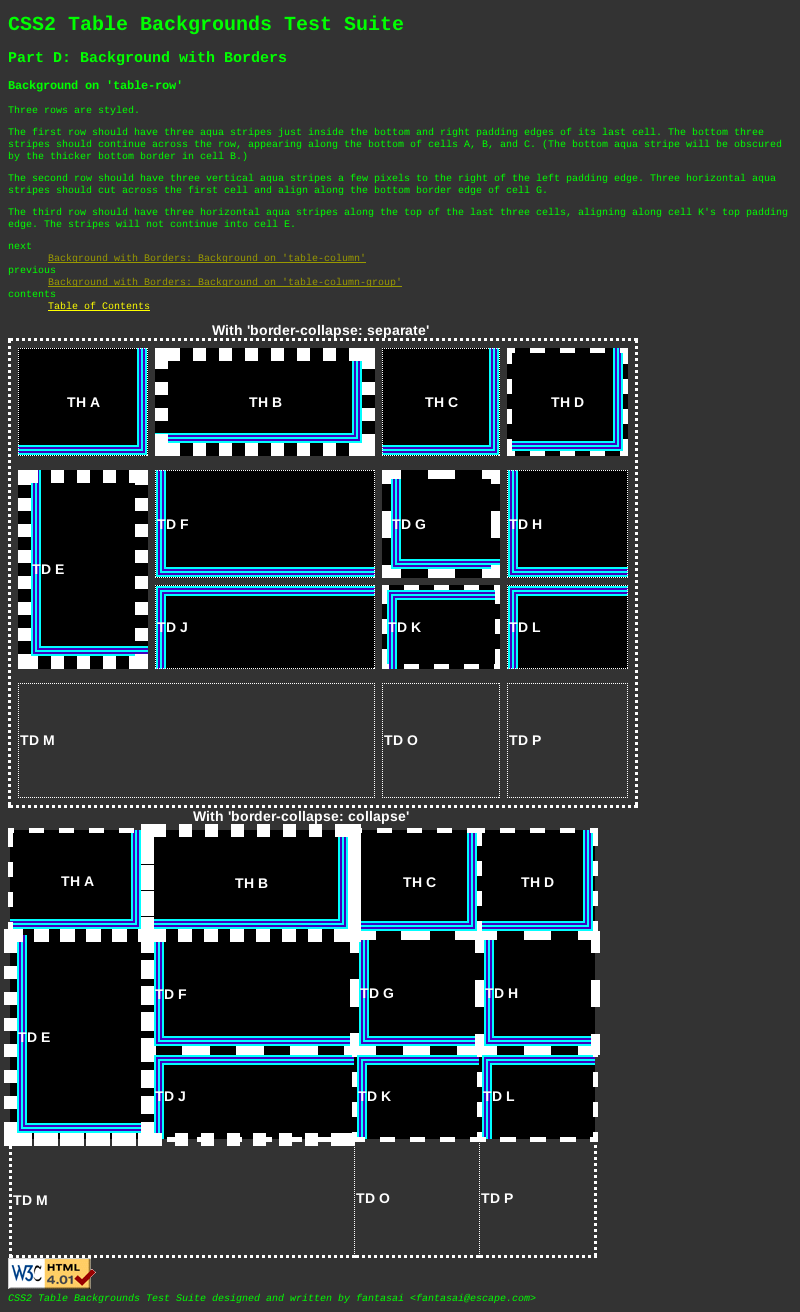 CSS2 Table Backgrounds Test Suite
Part D: Background with Borders
Background on 'table-row'
Three rows are styled.
The first row should have three aqua stripes just inside the bottom and right padding edges of its last cell. The bottom three
stripes should continue across the row, appearing along the bottom of cells A, B, and C. (The bottom aqua stripe will be obscured
by the thicker bottom border in cell B.)
The second row should have three vertical aqua stripes a few pixels to the right of the left padding edge. Three horizontal aqua
stripes should cut across the first cell and align along the bottom border edge of cell G.
The third row should have three horizontal aqua stripes along the top of the last three cells, aligning along cell K's top padding
edge. The stripes will not continue into cell E.
next
Background with Borders: Background on 'table-column'
previous
Background with Borders: Background on 'table-column-group'
contents
Table of Contents
With 'border-collapse: separate'
TH A
TH B
TH C
TH D
TD E
TD F
TD G
TD H
TD J
TD K
TD L
TD M
TD O
TD P
With 'border-collapse: collapse'
TH A
TH B
TH C
TH D
TD E
TD F
TD G
TD H
TD J
TD K
TD L
TD M
TD O
TD P
W3C HTML 4.01
CSS2 Table Backgrounds Test Suite designed and written by fantasai <fantasai@escape.com>